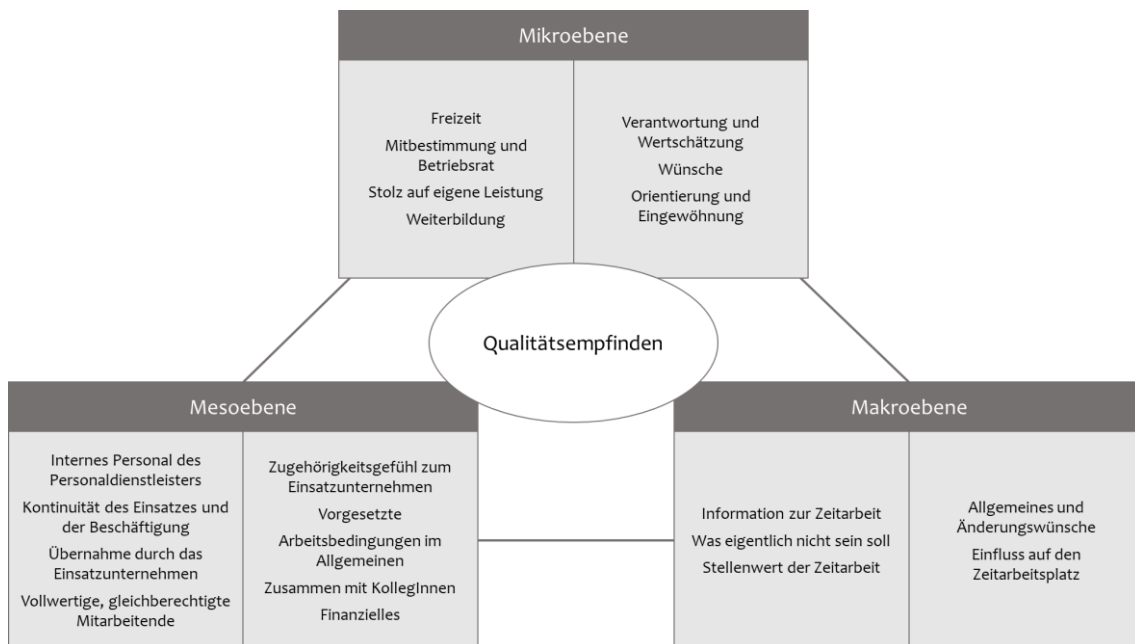 Mikroebene
Freizeit
Mitbestimmung und
Betriebsrat
Stolz auf eigene Leistung
Weiterbildung
Verantwortung und
Wertschätzung
Wünsche
Orientierung und
Eingewöhnung
Qualitätsempfinden
Mesoebene
Internes Personal des
Personaldienstleisters
Kontinuität des Einsatzes und
der Beschäftigung
Übernahme durch das
Einsatzunternehmen
Vollwertige, gleichberechtigte
Mitarbeitende
Zugehörigkeitsgefühl zum
Einsatzunternehmen
Vorgesetzte
Arbeitsbedingungen im
Allgemeinen
Zusammen mit KollegInnen
Finanzielles
Makroebene
Information zur Zeitarbeit
Was eigentlich nicht sein soll
Stellenwert der Zeitarbeit
Allgemeines und
Änderungswünsche
Einfluss auf den
Zeitarbeitsplatz